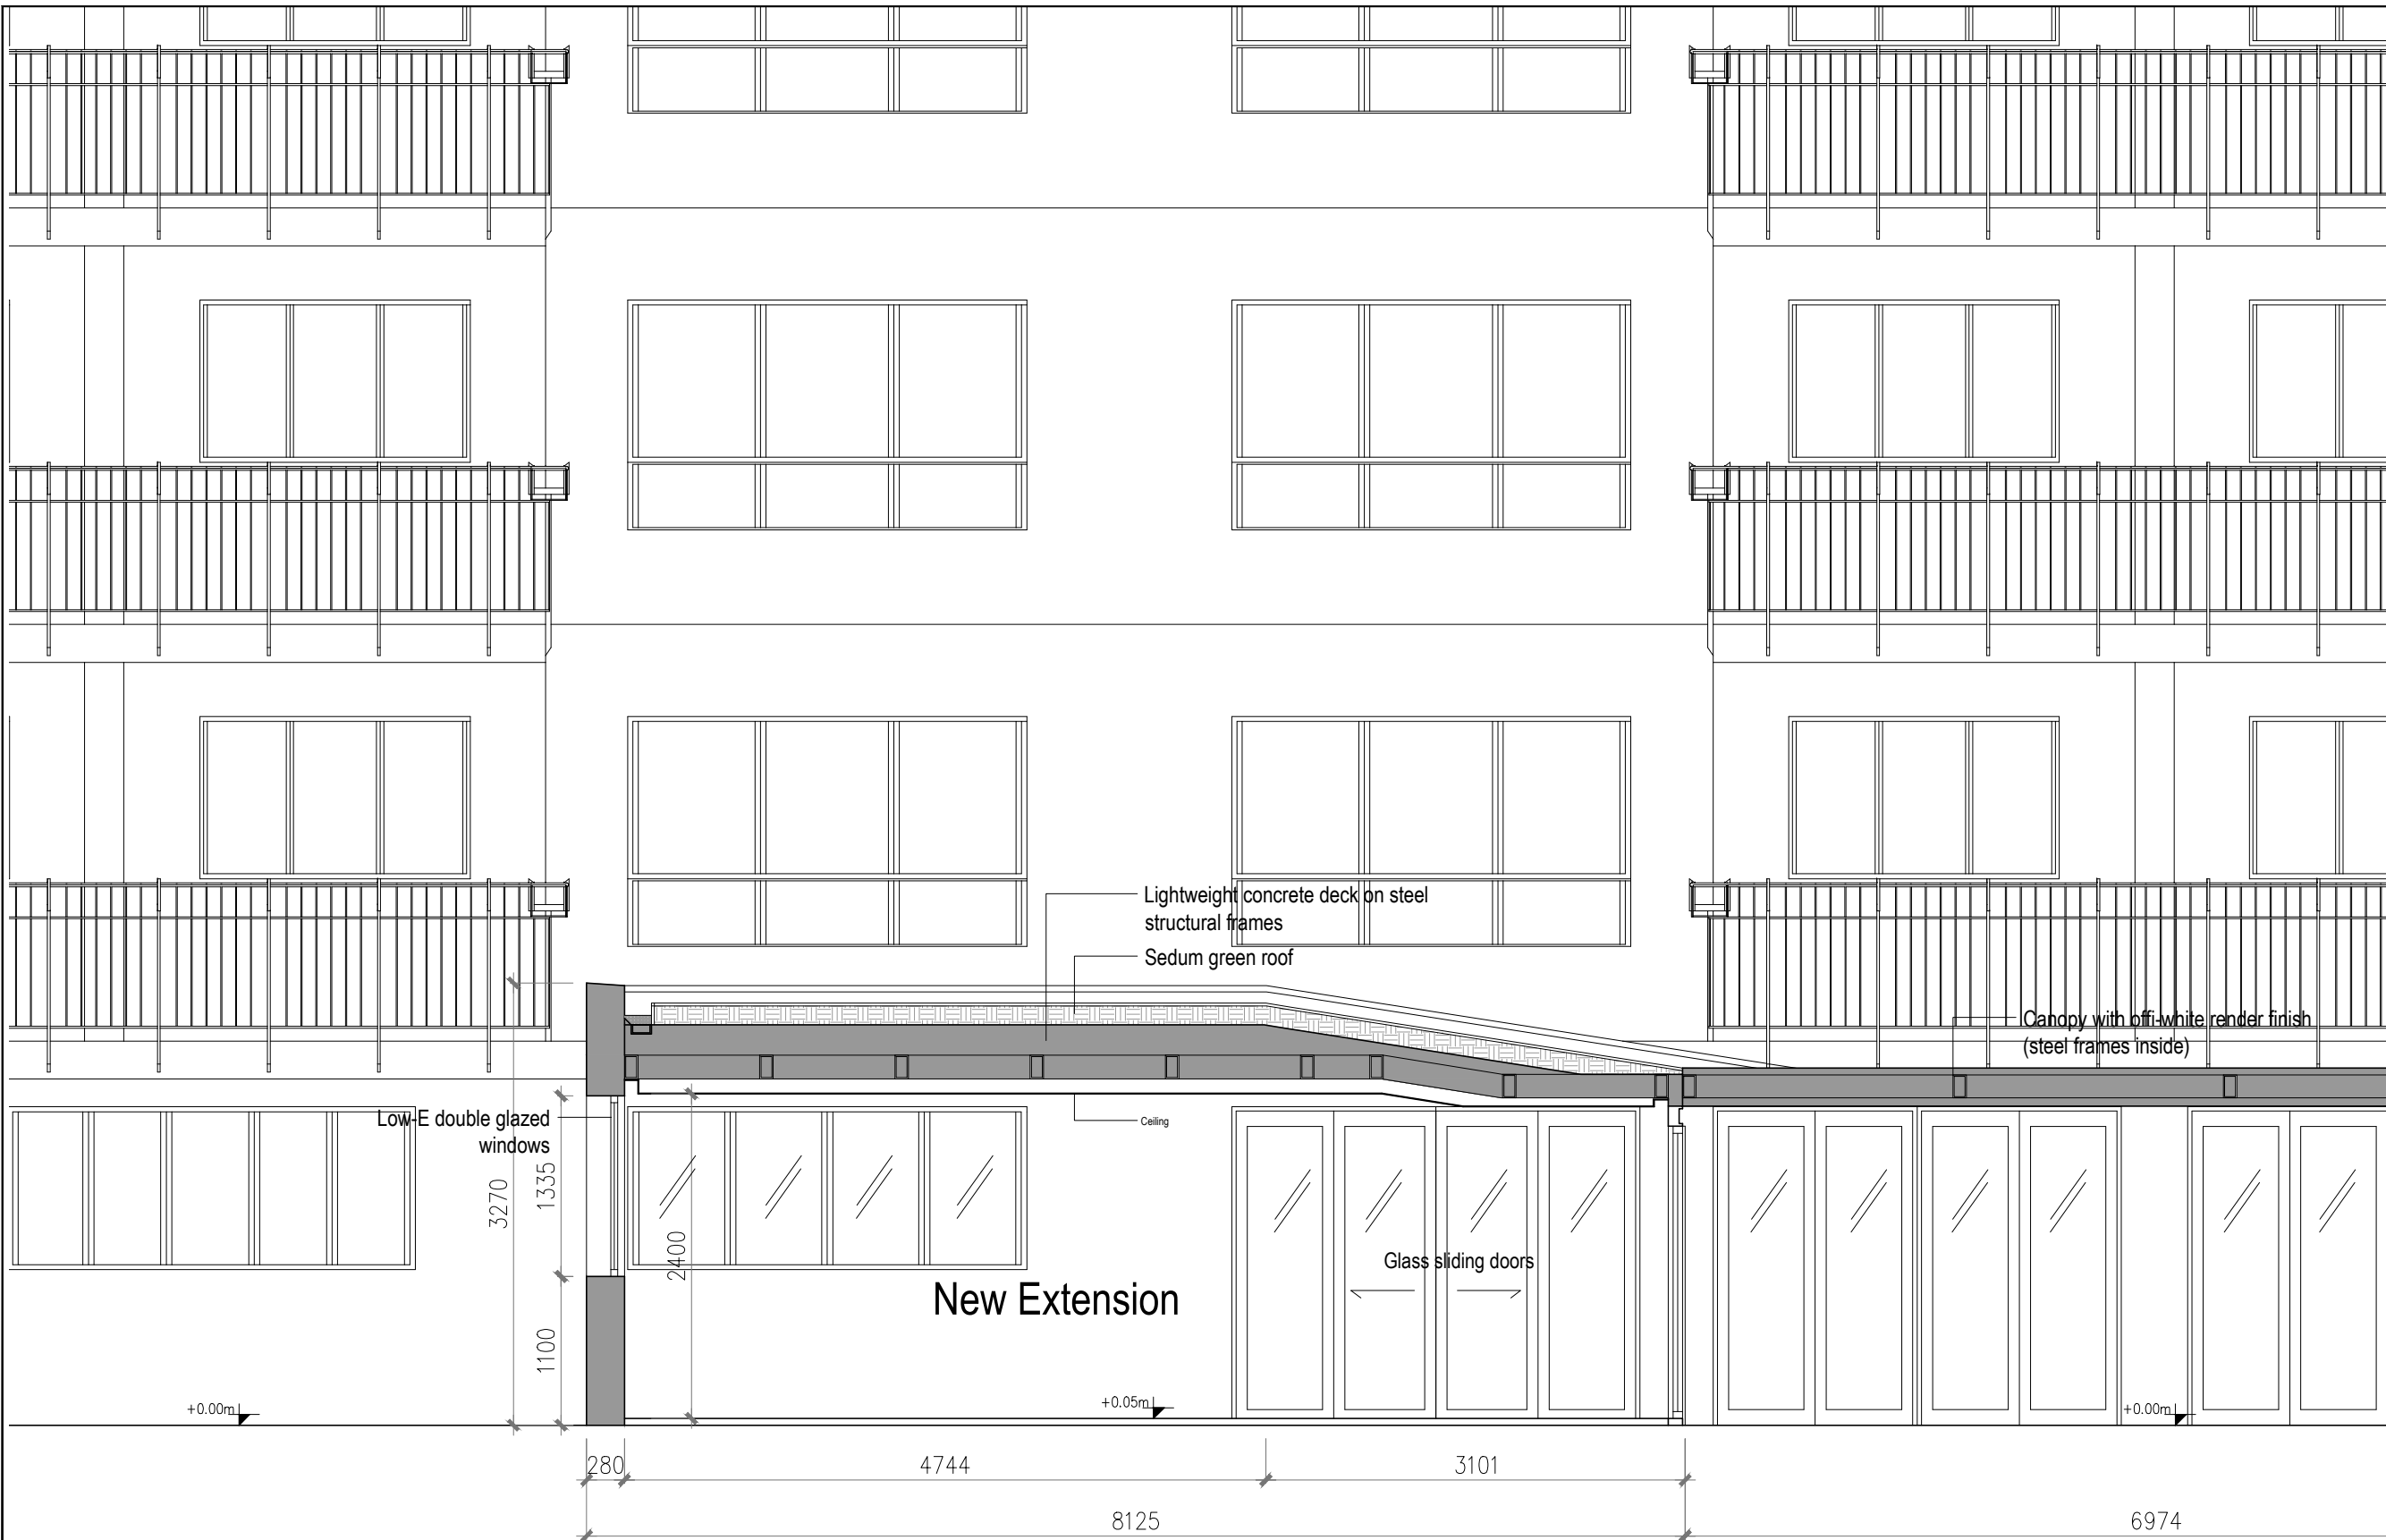 Lightweight concrete deck on steel
structural frames
Sedum green roof
Canopy with offi-white render finish
(steel frames inside)
Low-E double glazed
windows
Ceiling
3270
1335
2400
Glass sliding doors
New Extension
1100
+0.00m
+0.05m
+0.00m
280
4744
3101
8125
6974